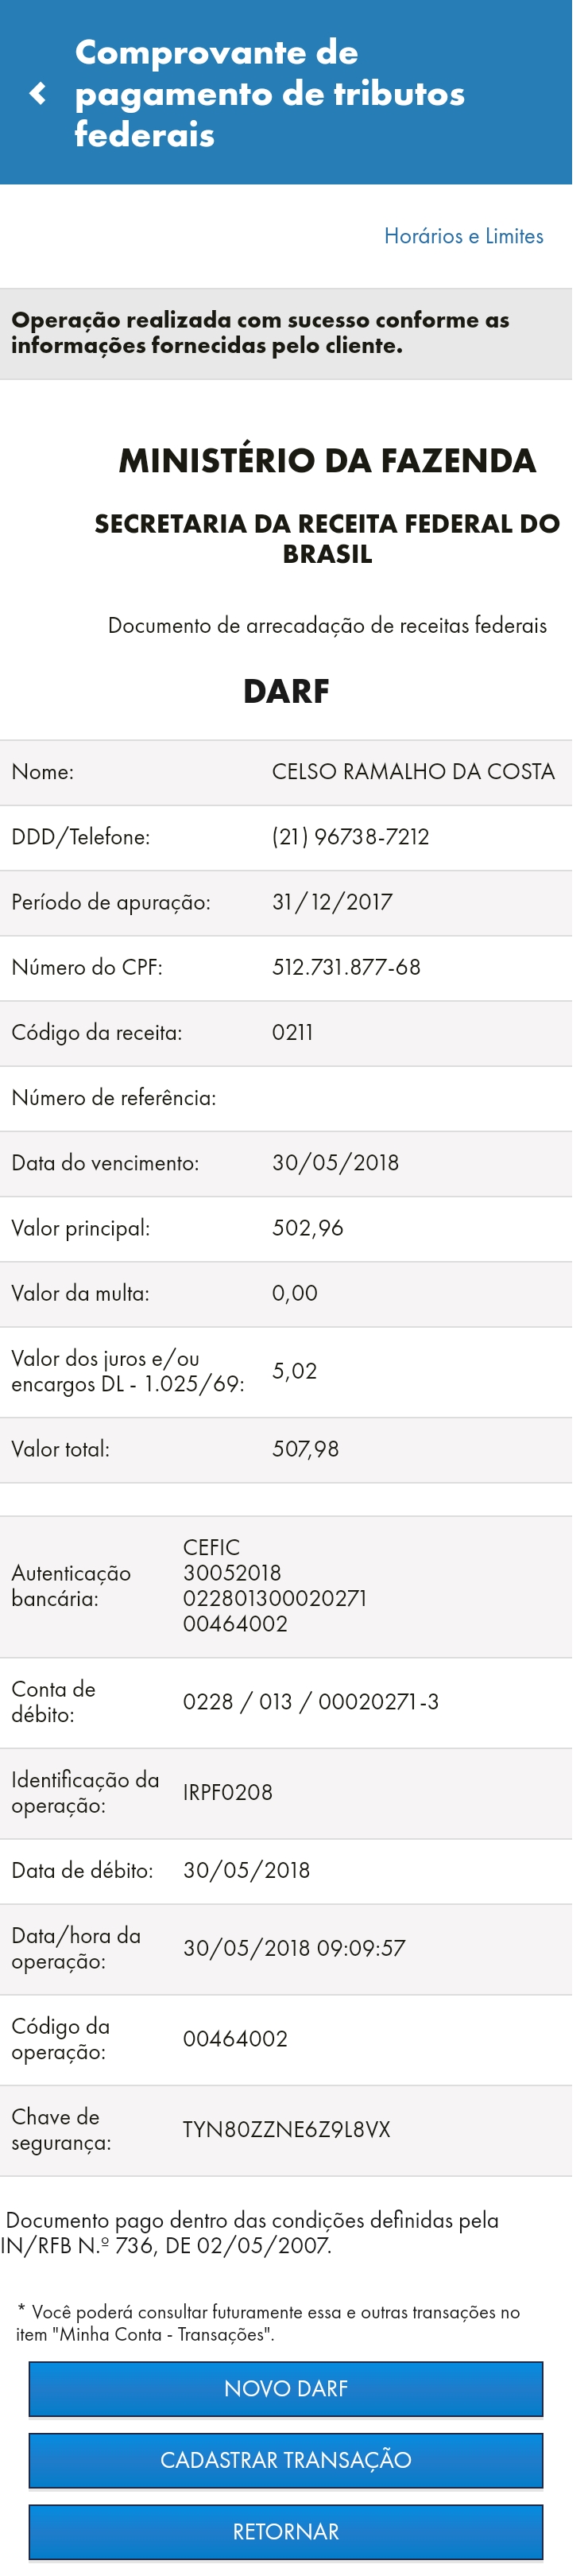 Comprovante de
pagamento de tributos
federais
Horários e Limites
Operação realizada com sucesso conforme as
informações fornecidas pelo cliente.
MINISTÉRIO DA FAZENDA
SECRETARIA DA RECEITA FEDERAL DO
BRASIL
Documento de arrecadação de receitas federais
DARF
Nome: CELSO RAMALHO DA COSTA
DDD/Telefone: (21) 96738-7212
Período de apuração: 31/12/2017
Número do CPF: 512.731.877-68
Código da receita: 0211
Número de referência:
Data do vencimento: 30/05/2018
Valor principal: 502,96
Valor da multa: 0,00
Valor dos juros e/ou
encargos DL - 1.025/69: 5,02
Valor total: 507,98
Autenticação
bancária:
CEFIC
30052018
022801300020271
00464002
Conta de
débito: 0228 / 013 / 00020271-3
Identificação da
operação: IRPF0208
Data de débito: 30/05/2018
Data/hora da
operação: 30/05/2018 09:09:57
Código da
operação: 00464002
Chave de
segurança: TYN80ZZNE6Z9L8VX
Documento pago dentro das condições definidas pela
IN/RFB N.º 736, DE 02/05/2007.
* Você poderá consultar futuramente essa e outras transações no
item "Minha Conta - Transações".
NOVO DARF
CADASTRAR TRANSAÇÃO
RETORNAR